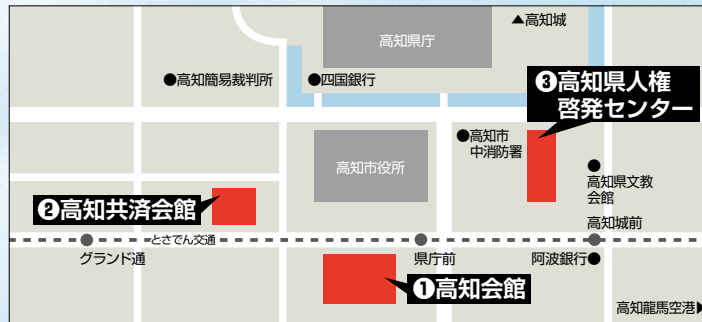 高知県庁
▲高知城
●高知簡易裁判所
●四国銀行
❸高知県人権
啓発センター
●高知市
中消防署
高知市役所
高知県文教
会館
❷高知共済会館
高知城前
とさでん交通
グランド通
県庁前
阿波銀行●
❶高知会館
高知龍馬空港▶